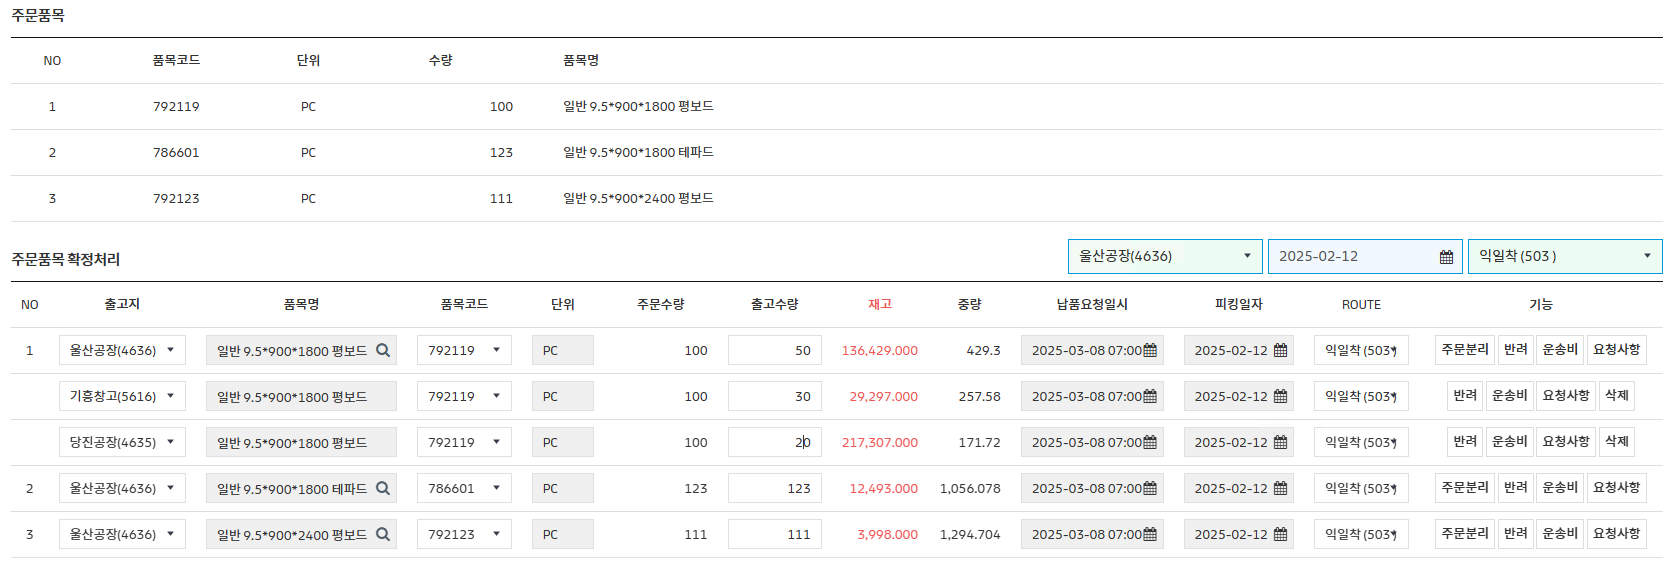 주문품목
NO 품목코드 단위 수량 품목명
1 792119 PC 100 일반 9.5*900*1800 평보드
2 786601 PC 123 일반 9.5*900*1800 테파드
3 792123 PC 111 일반 9.5*900*2400 평보드
주문품목 확정처리 울산공장(4636) 2025-02-12 익일착 (503 )
NO 출고지 품목명 품목코드 단위 주문수량 출고수량 재고 중량 납품요청일시 피킹일자 ROUTE 기능
1 울산공장(4636) 일반 9.5*900*1800 평보드 792119 PC 100 50 136,429.000 429.3 2025-03-08 07:00 2025-02-12 익일착 (503 주문분리 반려 운송비 요청사항
기흥창고(5616) 일반 9.5*900*1800 평보드 792119 PC 100 30 29,297.000 257.58 2025-03-08 07:00 2025-02-12 익일착 (503 반려 운송비 요청사항 삭제
당진공장(4635) 일반 9.5*900*1800 평보드 792119 PC 100 20 217,307.000 171.72 2025-03-08 07:00 2025-02-12 익일착 (503 반려 운송비 요청사항 삭제
2 울산공장(4636) 일반 9.5*900*1800 테파드 786601 PC 123 123 12,493.000 1,056.078 2025-03-08 07:00 2025-02-12 익일착 (503 주문분리 반려 운송비 요청사항
3 울산공장(4636) 일반 9.5*900*2400 평보드 792123 PC 111 111 3,998.000 1,294.704 2025-03-08 07:00 2025-02-12 익일착 (503 주문분리 반려 운송비 요청사항